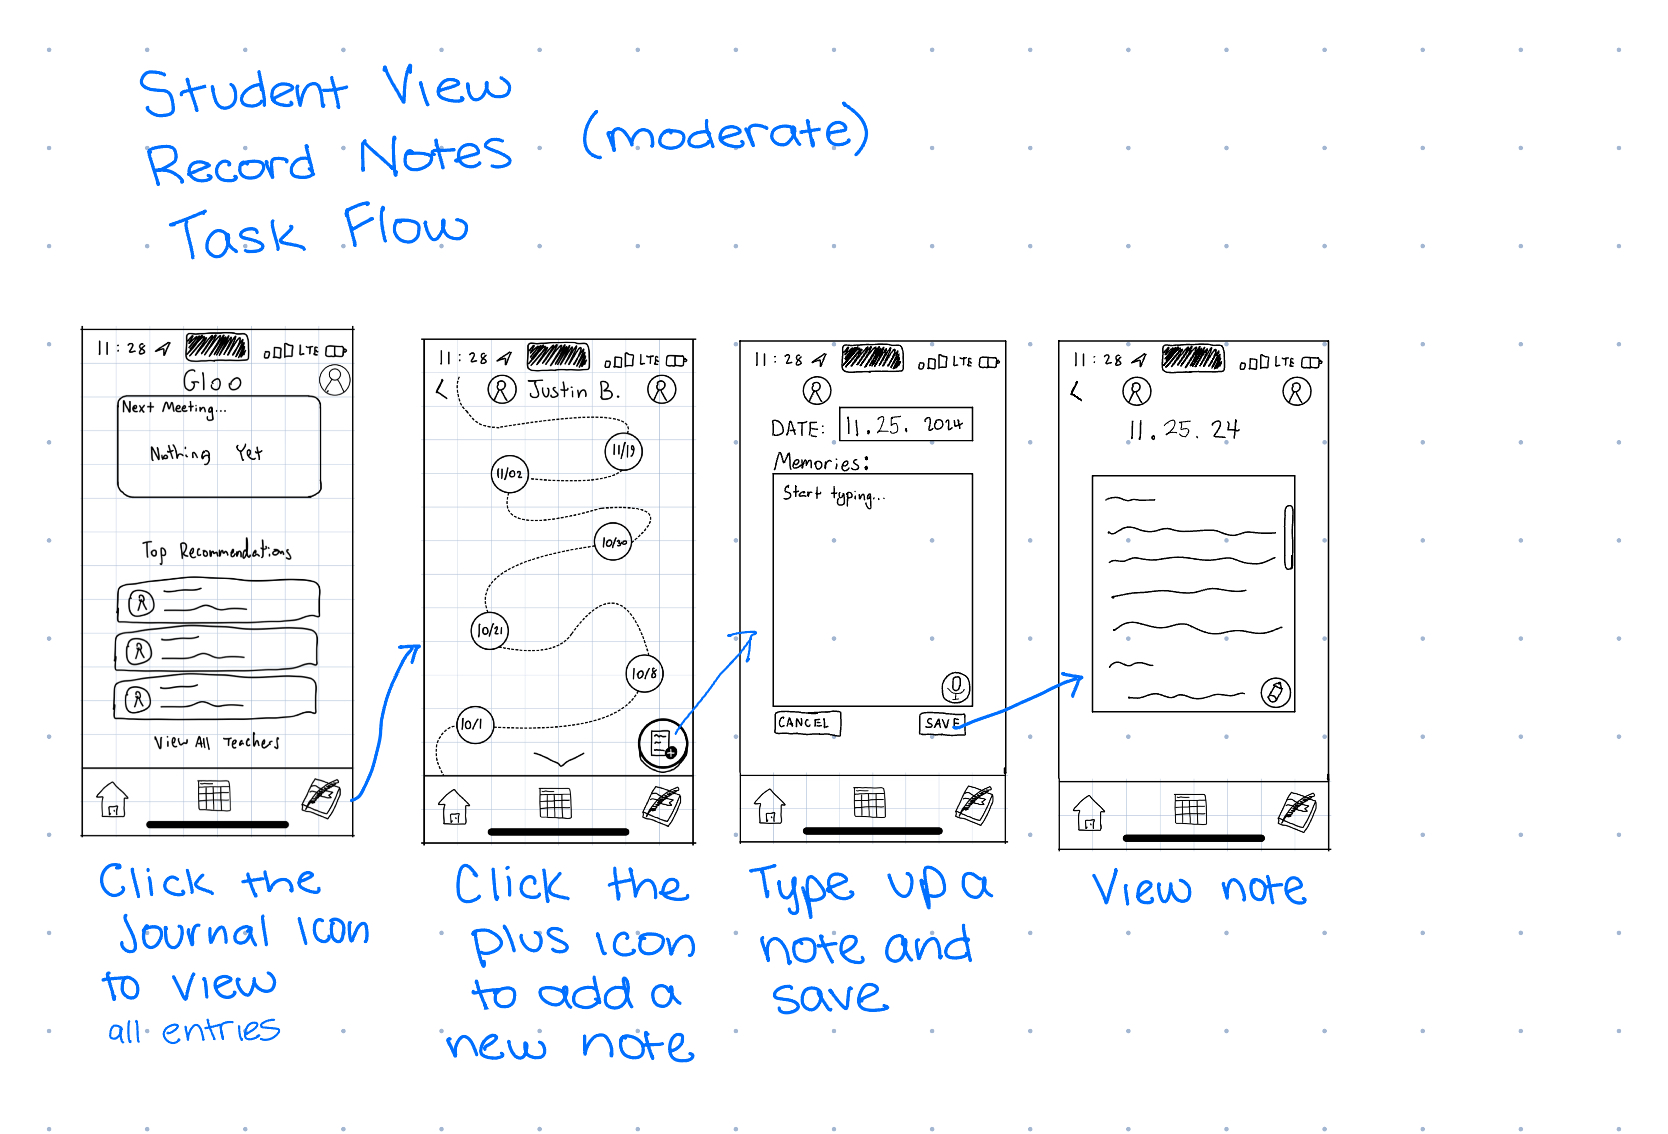 Student View
Record Notes (moderate)
Task Flow
11:28 LTE
Gloo
Next Meeting...
Nothing Yet
Top Recommendations
R
R
R
View All Teachers
11:28 LTE
Justin B.
11/19
11/02
10/30
10/21
10/8
10/1
11:28 LTE
DATE: 11.25.2024
Memories:
Start typing...
CANCEL SAVE
11:28 LTE
11.25.24
Click the
Journal icon
to view
all entries
Click the
plus icon
to add a
new note
Type up a
note and
save
View note